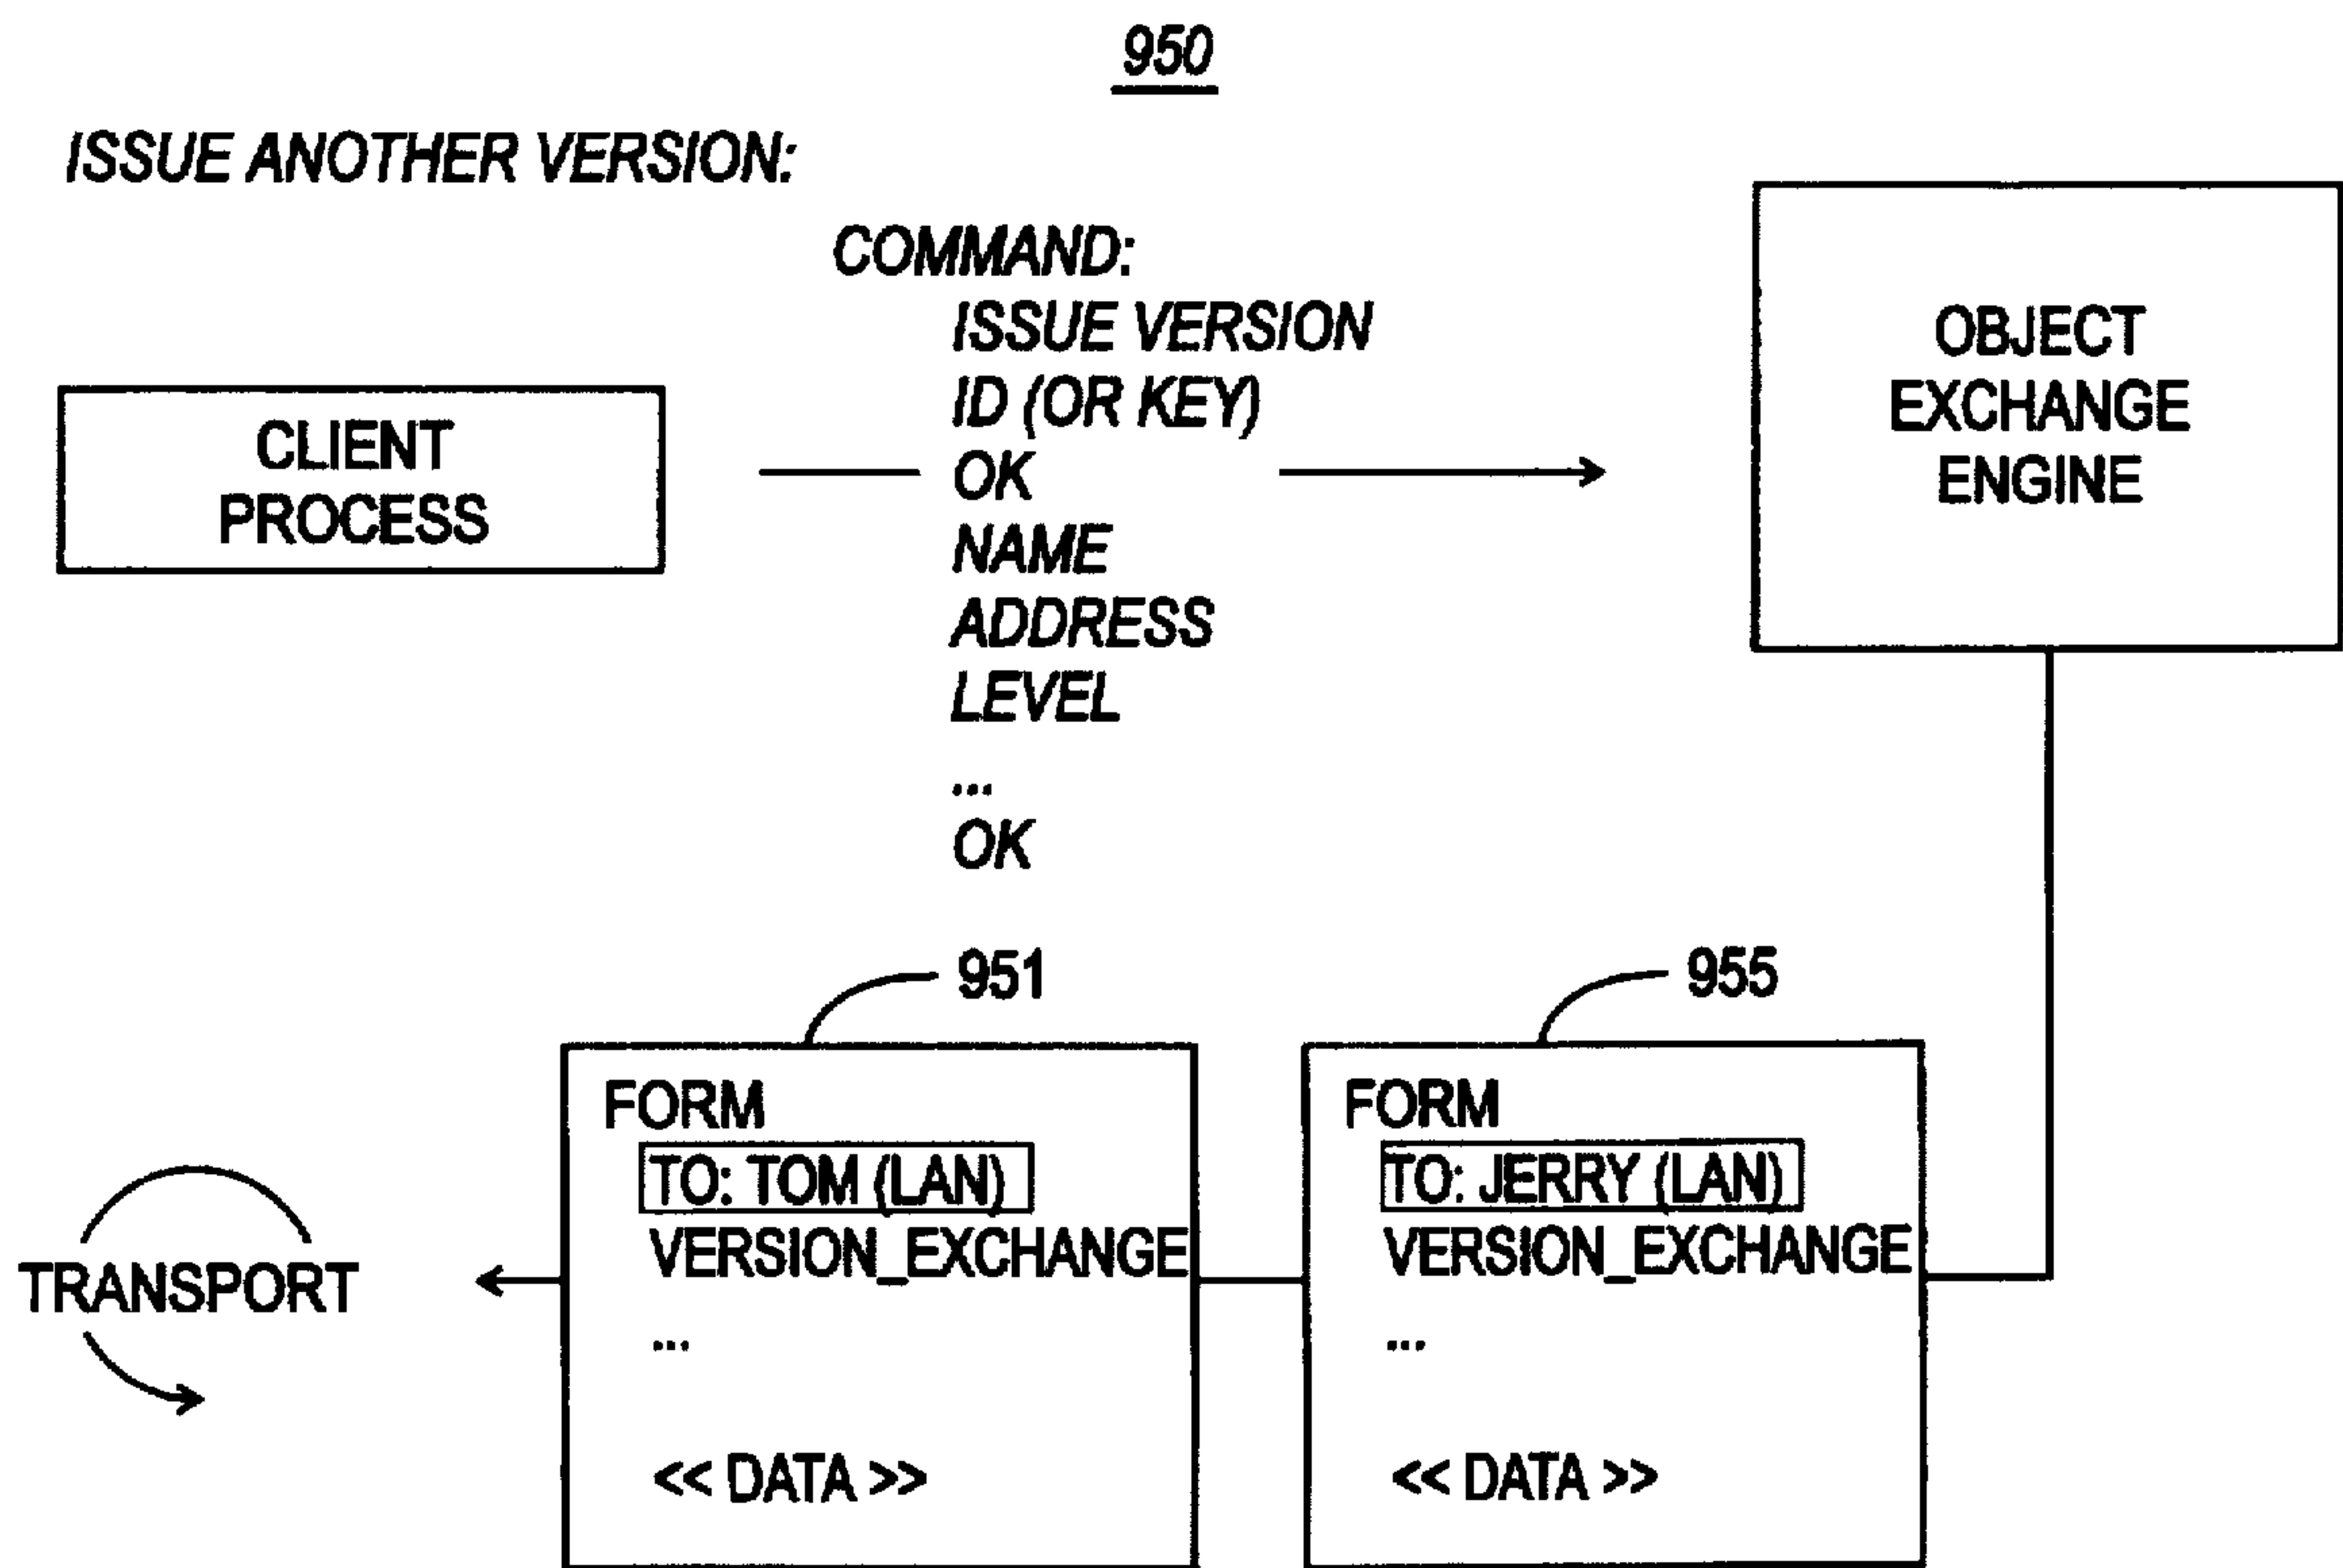 950
ISSUE ANOTHER VERSION:
COMMAND:
ISSUE VERSION
ID (OR KEY)
OK
NAME
ADDRESS
LEVEL
...
OK
CLIENT
PROCESS
OBJECT
EXCHANGE
ENGINE
951
FORM
TO: TOM (LAN)
VERSION_EXCHANGE
...
<< DATA >>
955
FORM
TO: JERRY (LAN)
VERSION_EXCHANGE
...
<< DATA >>
TRANSPORT